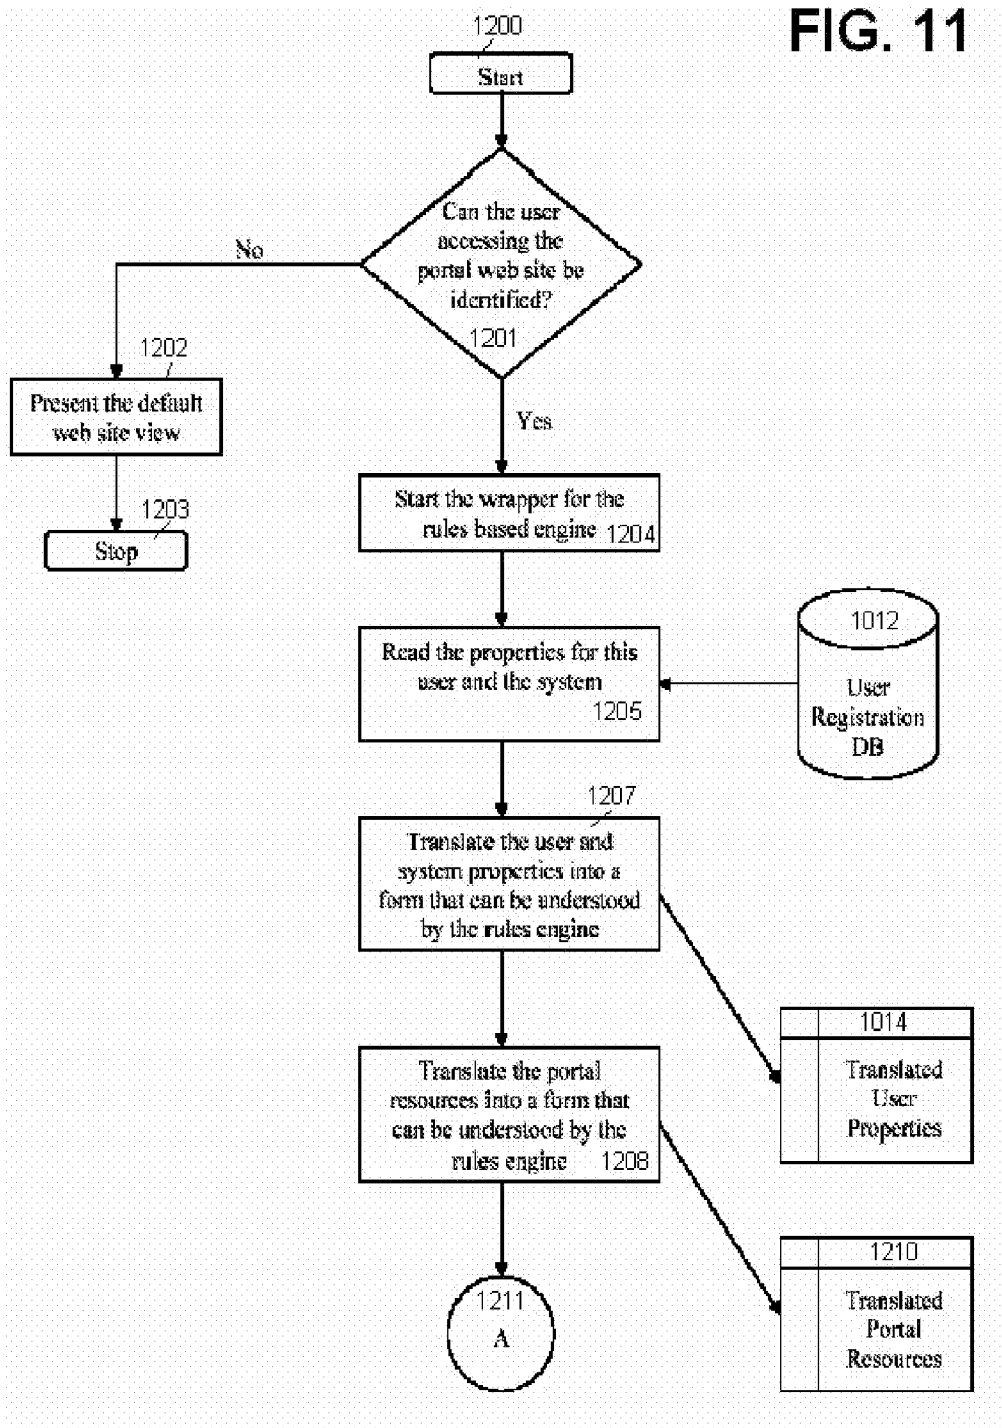 FIG. 11
1200
Start
Can the user
accessing the
portal web site be
identified?
1201
No
Yes
1202
Present the default
web site view
1203
Stop
Start the wrapper for the
rules based engine 1204
Read the properties for this
user and the system
1205
1012
User
Registration
DB
1207
Translate the user and
system properties into a
form that can be understood
by the rules engine
1014
Translated
User
Properties
Translate the portal
resources into a form that
can be understood by the
rules engine 1208
1210
Translated
Portal
Resources
1211
A